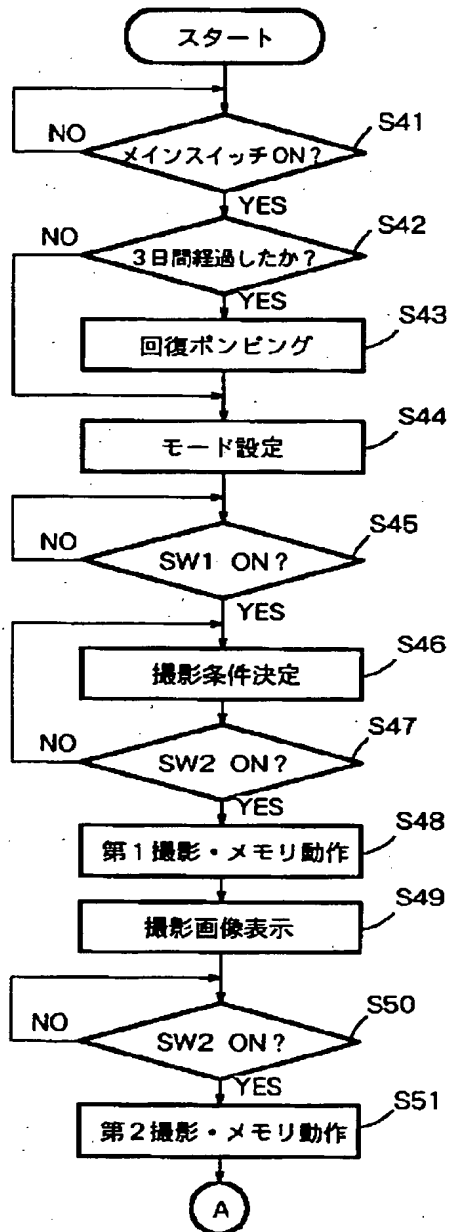 スタート
S41
NO
メインスイッチON?
YES
S42
NO
3日間経過したか?
YES
S43
回復ポンピング
S44
モード設定
S45
NO
SW1 ON?
YES
S46
撮影条件決定
S47
NO
SW2 ON?
YES
S48
第1撮影・メモリ動作
S49
撮影画像表示
S50
NO
SW2 ON?
YES
S51
第2撮影・メモリ動作
A